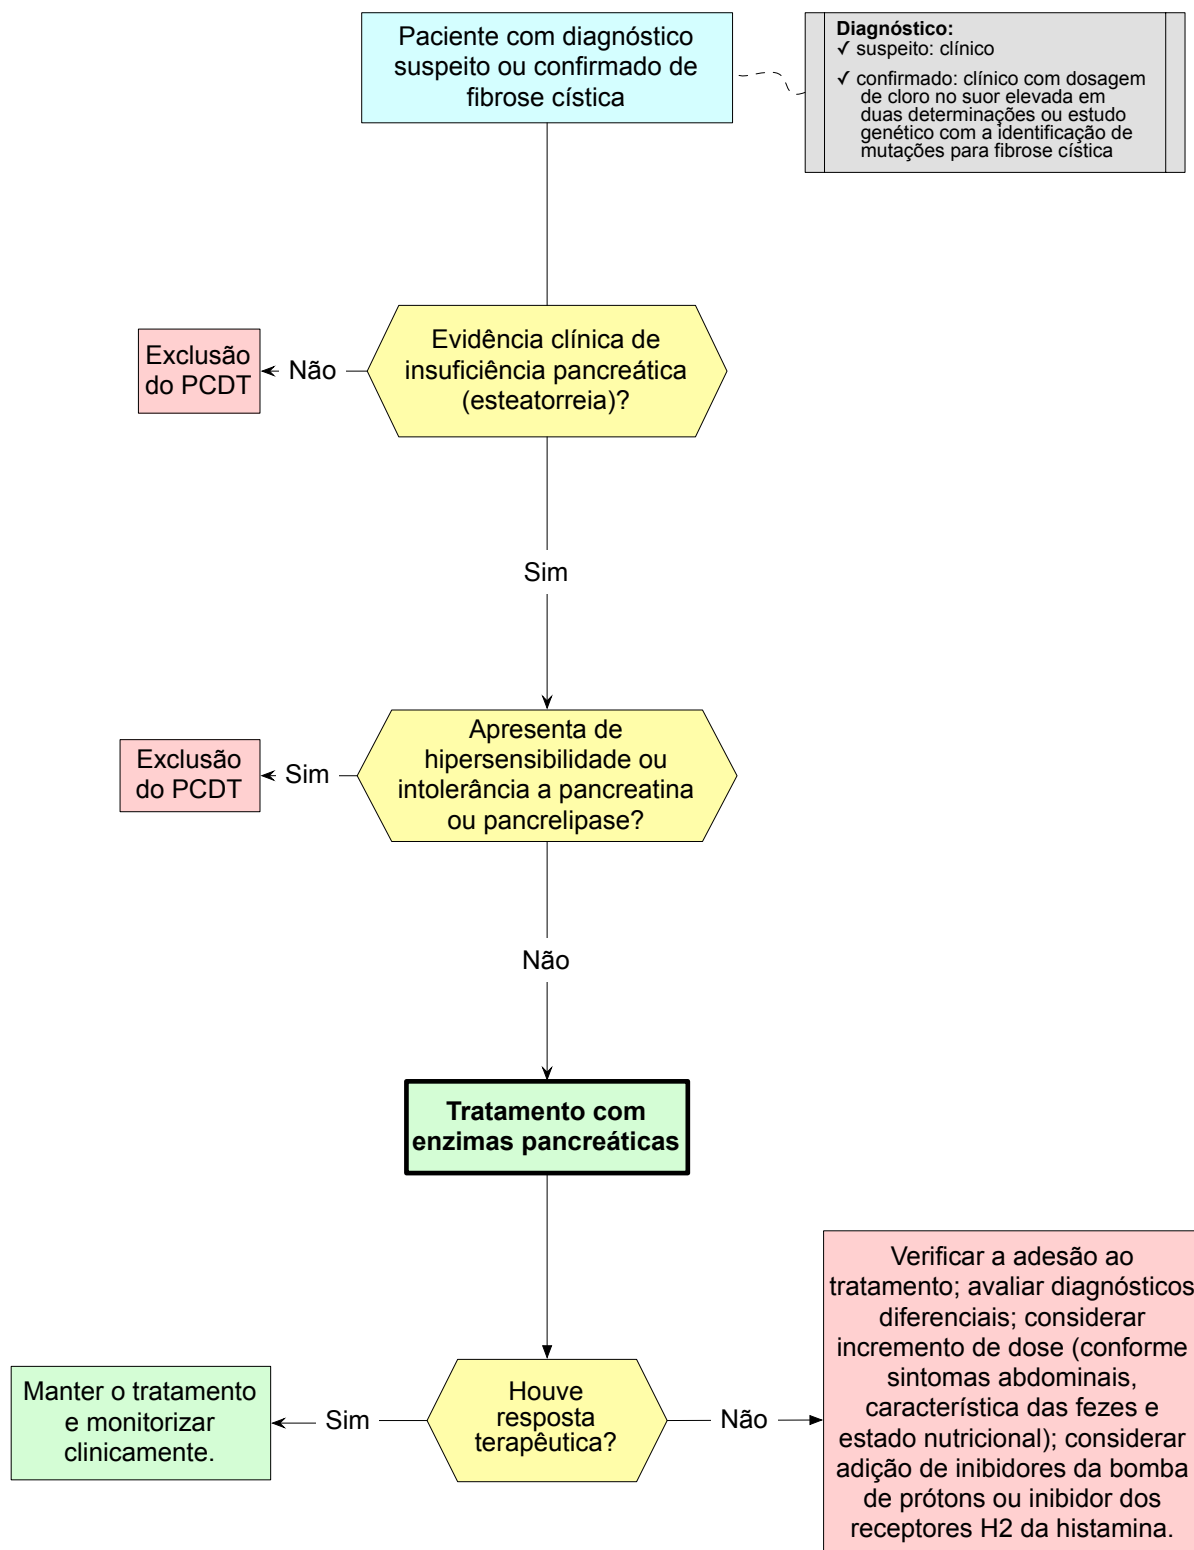 Paciente com diagnóstico
suspeito ou confirmado de
fibrose cística
Diagnóstico:
✓ suspeito: clínico
✓ confirmado: clínico com dosagem
de cloro no suor elevada em
duas determinações ou estudo
genético com a identificação de
mutações para fibrose cística
Evidência clínica de
insuficiência pancreática
(esteatorreia)?
Não
Exclusão
do PCDT
Sim
Apresenta de
hipersensibilidade ou
intolerância a pancreatina
ou pancrelipase?
Sim
Exclusão
do PCDT
Não
Tratamento com
enzimas pancreáticas
Houve
resposta
terapêutica?
Sim
Manter o tratamento
e monitorizar
clinicamente.
Não
Verificar a adesão ao
tratamento; avaliar diagnósticos
diferenciais; considerar
incremento de dose (conforme
sintomas abdominais,
característica das fezes e
estado nutricional); considerar
adição de inibidores da bomba
de prótons ou inibidor dos
receptores H2 da histamina.